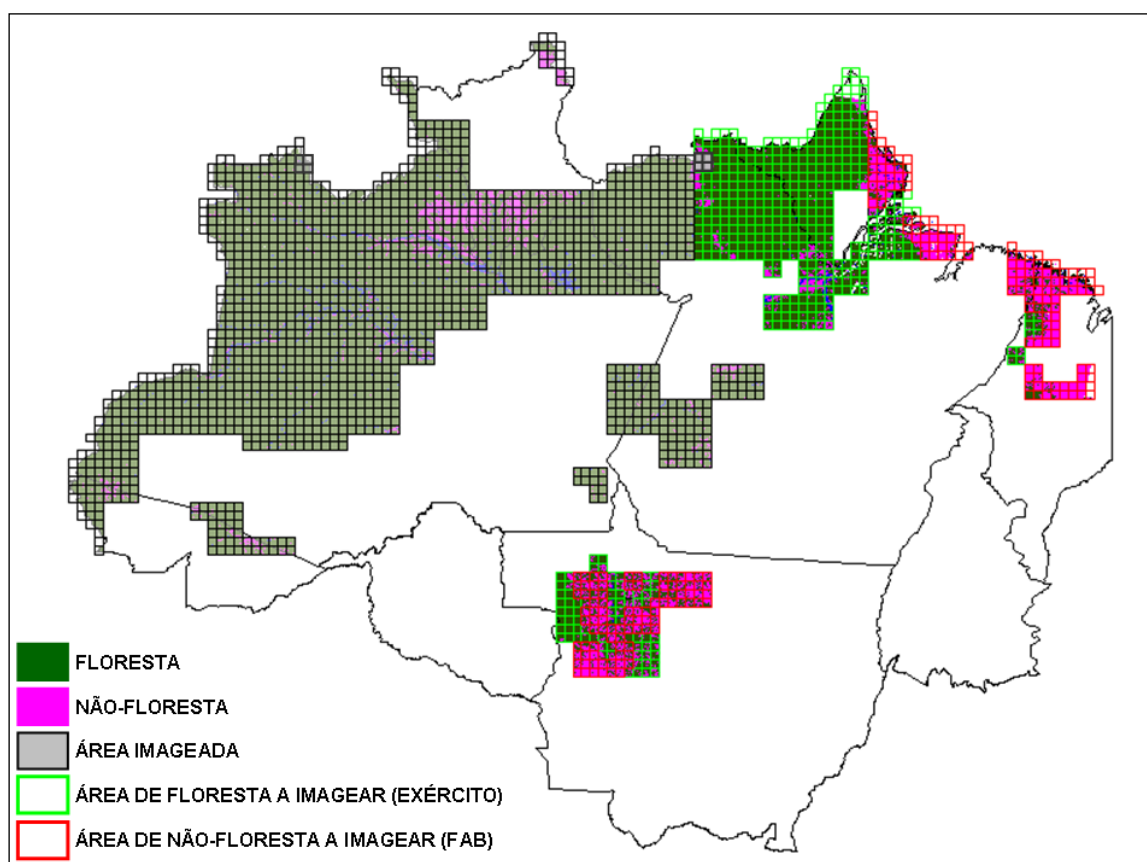 FLORESTA
NÃO-FLORESTA
ÁREA IMAGEADA
ÁREA DE FLORESTA A IMAGEAR (EXÉRCITO)
ÁREA DE NÃO-FLORESTA A IMAGEAR (FAB)